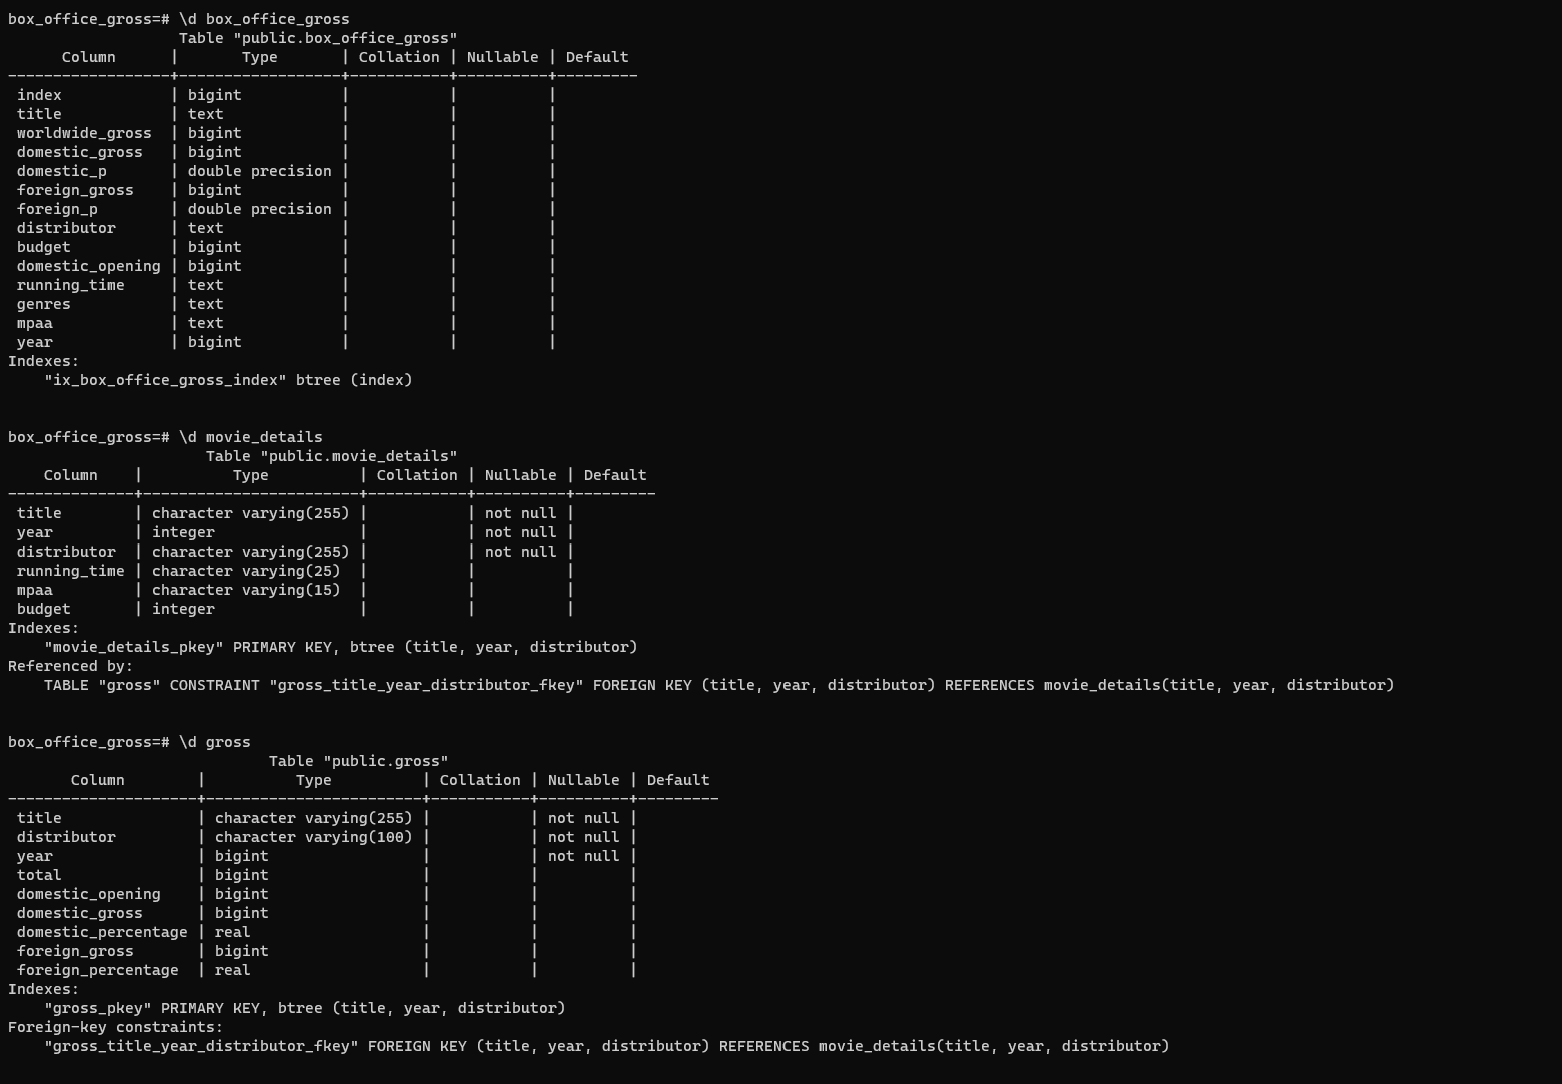 box_office_gross=# \d box_office_gross
                   Table "public.box_office_gross"
      Column      |       Type       | Collation | Nullable | Default
------------------+------------------+-----------+----------+---------
 index            | bigint           |           |          |
 title            | text             |           |          |
 worldwide_gross  | bigint           |           |          |
 domestic_gross   | bigint           |           |          |
 domestic_p       | double precision |           |          |
 foreign_gross    | bigint           |           |          |
 foreign_p        | double precision |           |          |
 distributor      | text             |           |          |
 budget           | bigint           |           |          |
 domestic_opening | bigint           |           |          |
 running_time     | text             |           |          |
 genres           | text             |           |          |
 mpaa             | text             |           |          |
 year             | bigint           |           |          |
Indexes:
    "ix_box_office_gross_index" btree (index)

box_office_gross=# \d movie_details
                      Table "public.movie_details"
    Column    |          Type          | Collation | Nullable | Default
--------------+------------------------+-----------+----------+---------
 title        | character varying(255) |           | not null |
 year         | integer                |           | not null |
 distributor  | character varying(255) |           | not null |
 running_time | character varying(25)  |           |          |
 mpaa         | character varying(15)  |           |          |
 budget       | integer                |           |          |
Indexes:
    "movie_details_pkey" PRIMARY KEY, btree (title, year, distributor)
Referenced by:
    TABLE "gross" CONSTRAINT "gross_title_year_distributor_fkey" FOREIGN KEY (title, year, distributor) REFERENCES movie_details(title, year, distributor)

box_office_gross=# \d gross
                             Table "public.gross"
       Column        |          Type          | Collation | Nullable | Default
---------------------+------------------------+-----------+----------+---------
 title               | character varying(255) |           | not null |
 distributor         | character varying(100) |           | not null |
 year                | bigint                 |           | not null |
 total               | bigint                 |           |          |
 domestic_opening    | bigint                 |           |          |
 domestic_gross      | bigint                 |           |          |
 domestic_percentage | real                   |           |          |
 foreign_gross       | bigint                 |           |          |
 foreign_percentage  | real                   |           |          |
Indexes:
    "gross_pkey" PRIMARY KEY, btree (title, year, distributor)
Foreign-key constraints:
    "gross_title_year_distributor_fkey" FOREIGN KEY (title, year, distributor) REFERENCES movie_details(title, year, distributor)